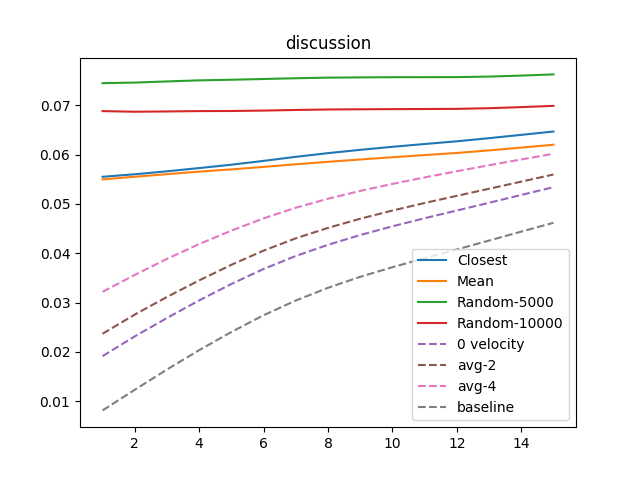 discussion
0.07
0.06
0.05
0.04
0.03
0.02
0.01
Closest
Mean
Random-5000
Random-10000
0 velocity
avg-2
avg-4
baseline
2 4 6 8 10 12 14